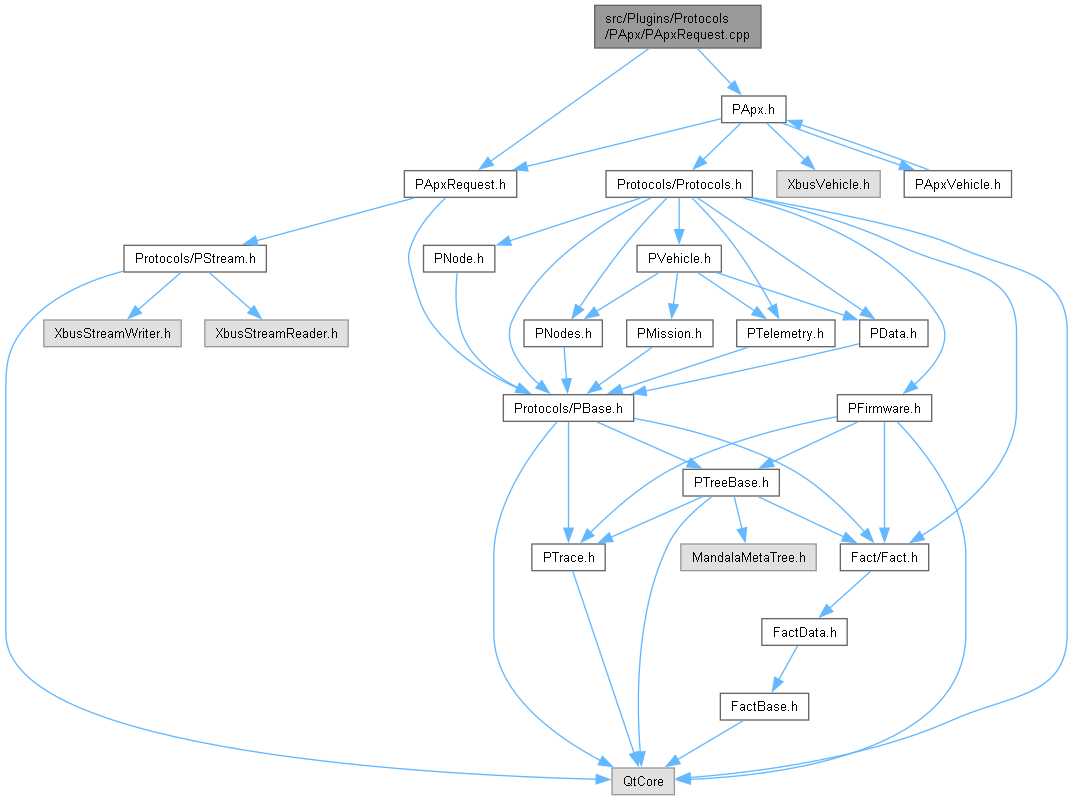 src/Plugins/Protocols
/PApx/PApxRequest.cpp
PApx.h
PApxRequest.h
Protocols/Protocols.h
XbusVehicle.h
PApxVehicle.h
Protocols/PStream.h
PNode.h
PVehicle.h
XbusStreamWriter.h
XbusStreamReader.h
PNodes.h
PMission.h
PTelemetry.h
PData.h
Protocols/PBase.h
PFirmware.h
PTreeBase.h
PTrace.h
MandalaMetaTree.h
Fact/Fact.h
FactData.h
FactBase.h
QtCore